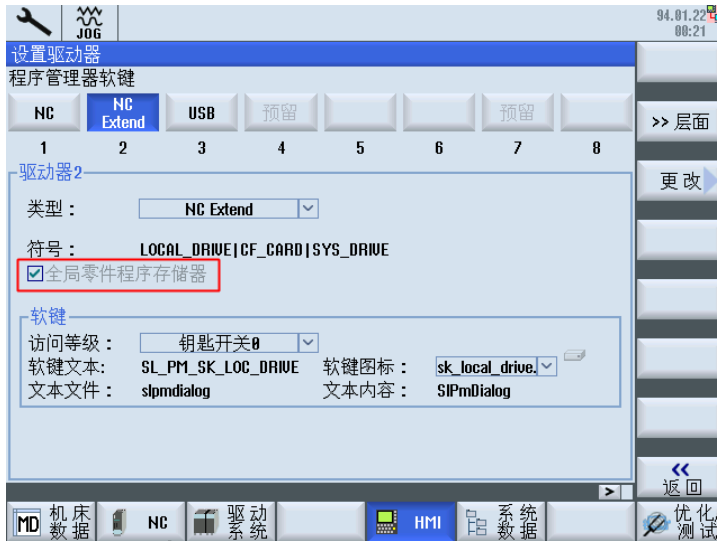 JOG
94.01.22
00:21
设置驱动器
程序管理器软键
NC
NC Extend
USB
预留
预留
1 2 3 4 5 6 7 8
>> 层面
更改
驱动器2
类型： NC Extend
符号： LOCAL_DRIVE|CF_CARD|SYS_DRIVE
全局零件程序存储器
软键
访问等级： 钥匙开关0
软键文本: SL_PM_SK_LOC_DRIVE 软键图标： sk_local_drive.
文本文件： slpmdialog 文本内容： SlPmDialog
<<
返回
>
MD 机床数据
NC
驱动系统
HMI
系统数据
优化/测试